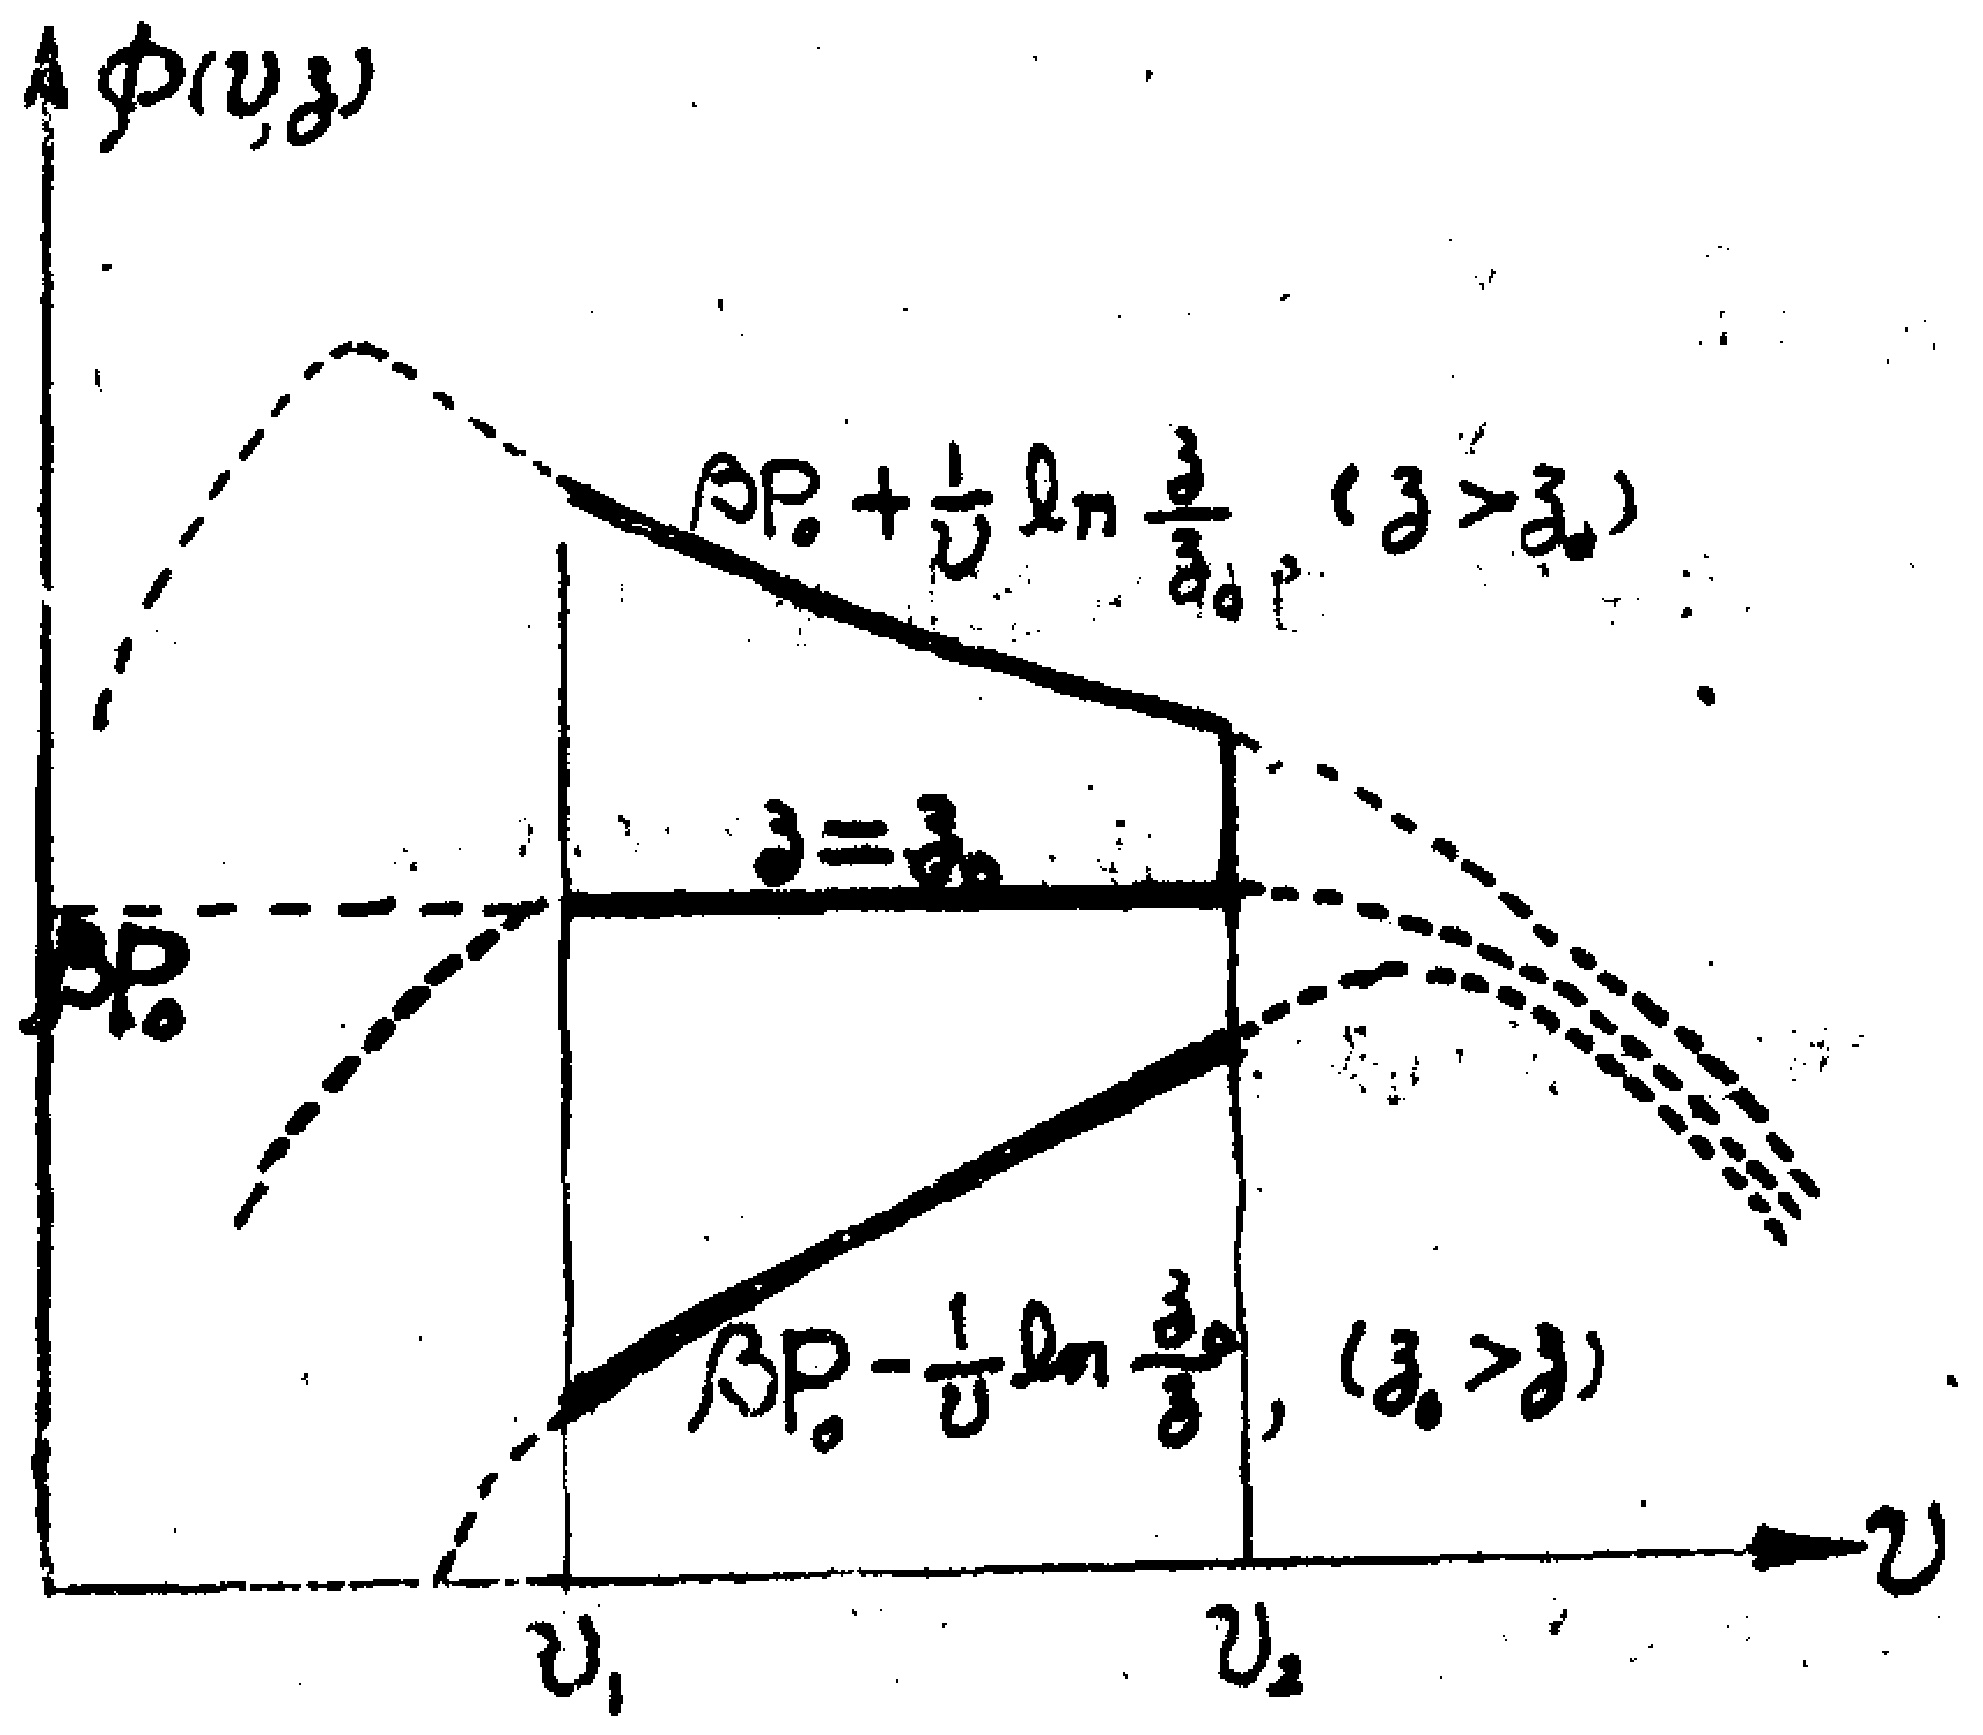 ϕ(v,z)
βP₀ + 1/v ln z/z₀, (z > z₀)
z = z₀
βP₀
βP₀ - 1/v ln z₀/z, (z₀ > z)
v
v₁
v₂